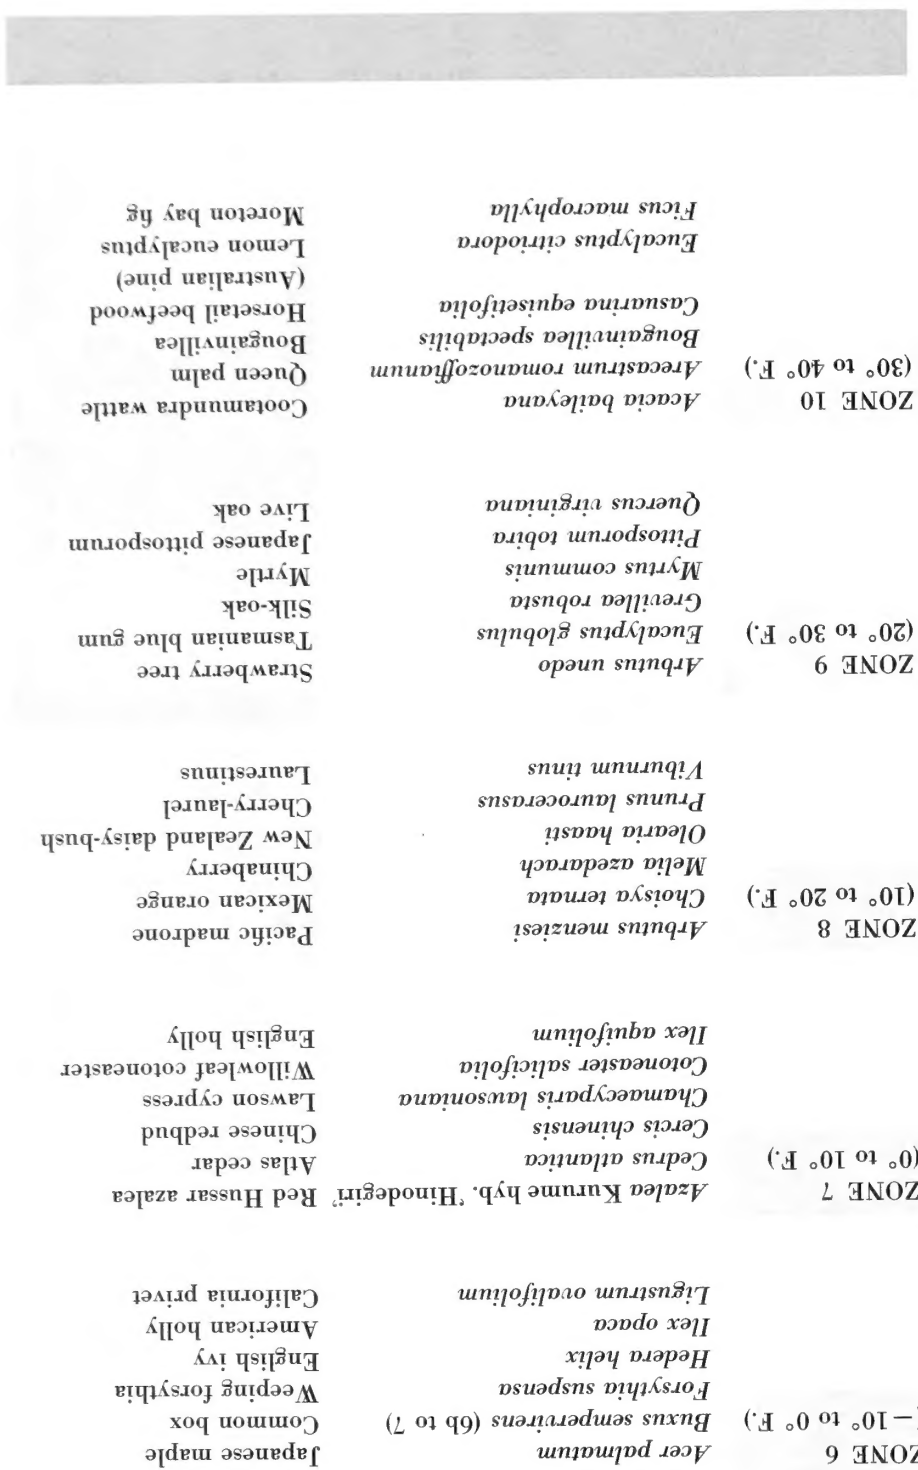 ZONE 6 Acer palmatum Japanese maple
(−10° to 0° F.) Buxus sempervirens (6b to 7) Common box
Forsythia suspensa Weeping forsythia
Hedera helix English ivy
Ilex opaca American holly
Ligustrum ovalifolium California privet
ZONE 7 Azalea Kurume hyb. 'Hinodegiri' Red Hussar azalea
(0° to 10° F.) Cedrus atlantica Atlas cedar
Cercis chinensis Chinese redbud
Chamaecyparis lawsoniana Lawson cypress
Cotoneaster salicifolia Willowleaf cotoneaster
Ilex aquifolium English holly
ZONE 8 Arbutus menziesi Pacific madrone
(10° to 20° F.) Choisya ternata Mexican orange
Melia azedarach Chinaberry
Olearia haasti New Zealand daisy-bush
Prunus laurocerasus Cherry-laurel
Viburnum tinus Laurestinus
ZONE 9 Arbutus unedo Strawberry tree
(20° to 30° F.) Eucalyptus globulus Tasmanian blue gum
Grevillea robusta Silk-oak
Myrtus communis Myrtle
Pittosporum tobira Japanese pittosporum
Quercus virginiana Live oak
ZONE 10 Acacia baileyana Cootamundra wattle
(30° to 40° F.) Arecastrum romanozoffianum Queen palm
Bougainvillea spectabilis Bougainvillea
Casuarina equisetifolia Horsetail beefwood
(Australian pine)
Eucalyptus citriodora Lemon eucalyptus
Ficus macrophylla Moreton bay fig